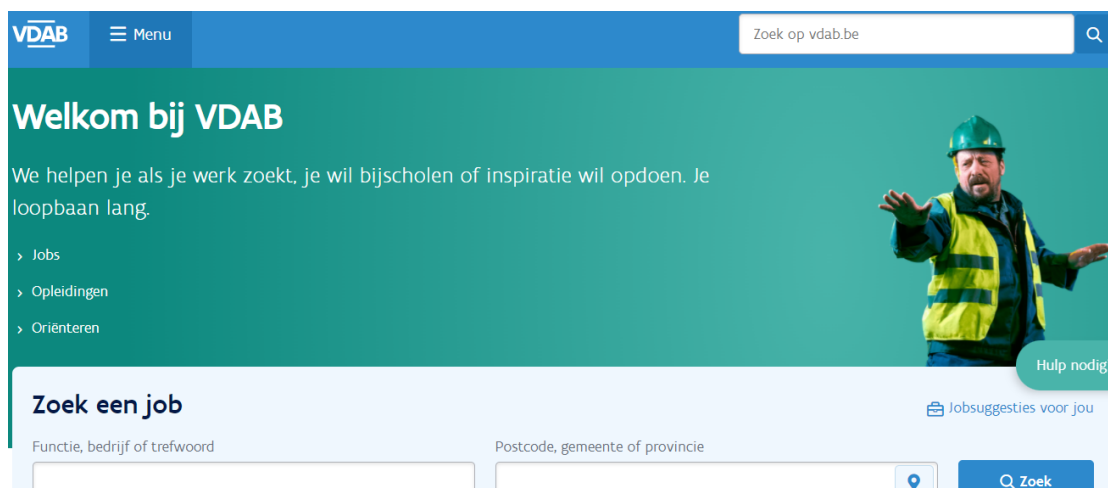 VDAB
Menu
Zoek op vdab.be
Welkom bij VDAB
We helpen je als je werk zoekt, je wil bijscholen of inspiratie wil opdoen. Je
loopbaan lang.
Jobs
Opleidingen
Oriënteren
Hulp nodig
Zoek een job
Jobsuggesties voor jou
Functie, bedrijf of trefwoord
Postcode, gemeente of provincie
Zoek